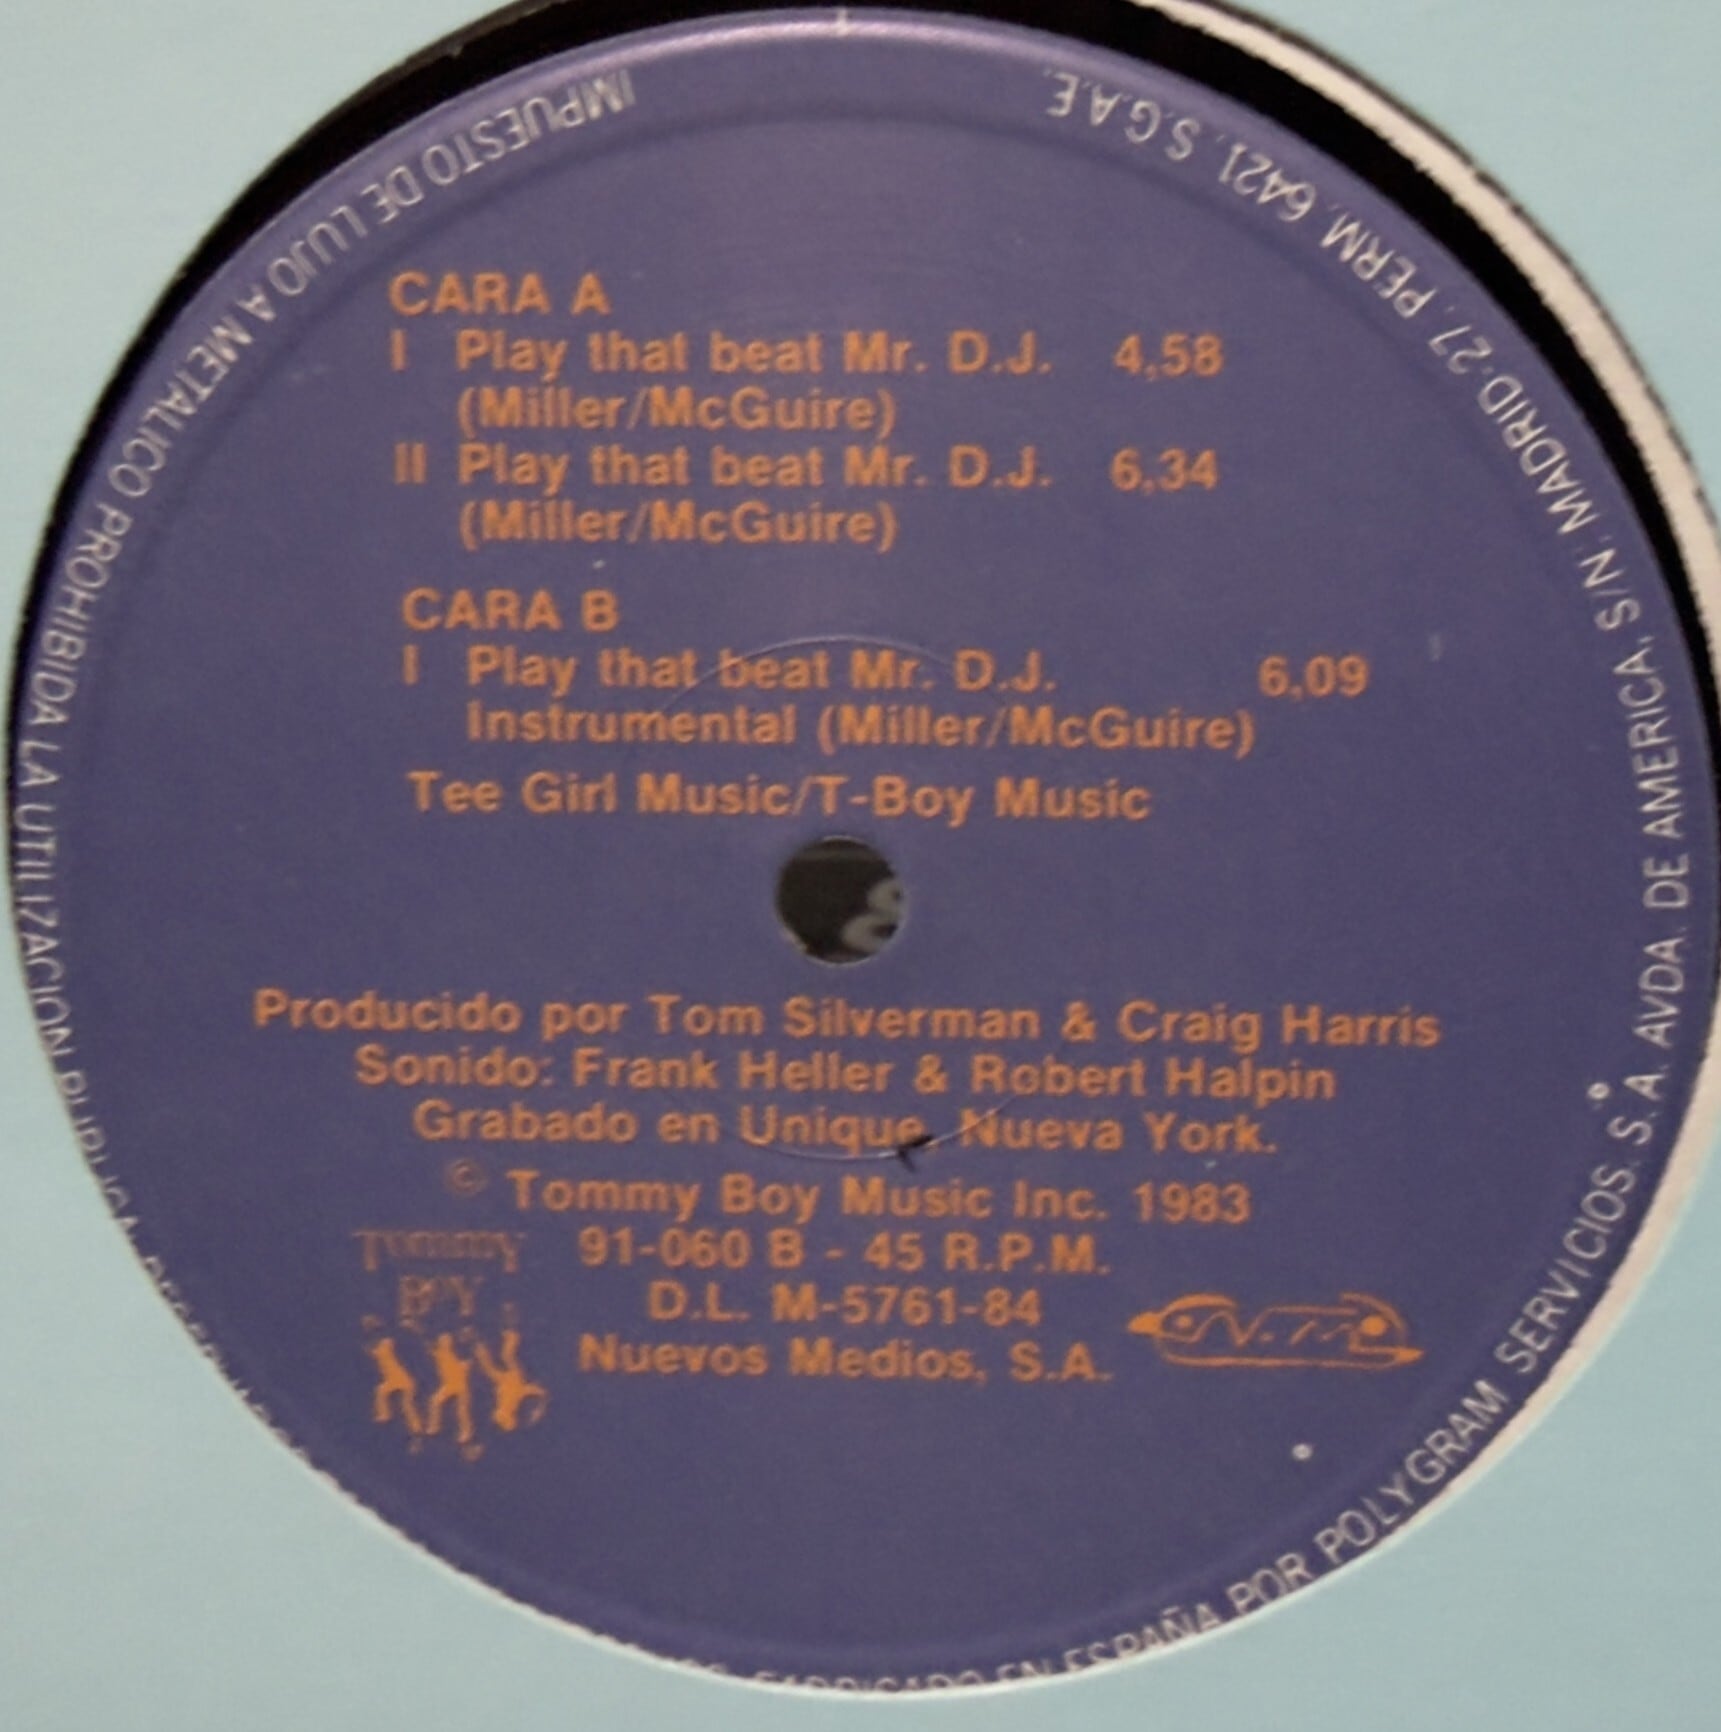 CARA A
I Play that beat Mr. D.J. 4,58
(Miller/McGuire)
II Play that beat Mr. D.J. 6,34
(Miller/McGuire)
CARA B
I Play that beat Mr. D.J. 6,09
Instrumental (Miller/McGuire)
Tee Girl Music/T-Boy Music
Producido por Tom Silverman & Craig Harris
Sonido: Frank Heller & Robert Halpin
Grabado en Unique. Nueva York.
© Tommy Boy Music Inc. 1983
91-060 B - 45 R.P.M.
D.L. M-5761-84
Nuevos Medios, S.A.
Tommy
BOY
N.M.
IMPUESTO DE LUJO A METALICO PROHIBIDA LA UTILIZACION PUBLICA
FABRICADO EN ESPAÑA POR POLYGRAM SERVICIOS. S. A. AVDA. DE AMERICA, S/N. MADRID-27. PERM. 6421. S.G.A.E.